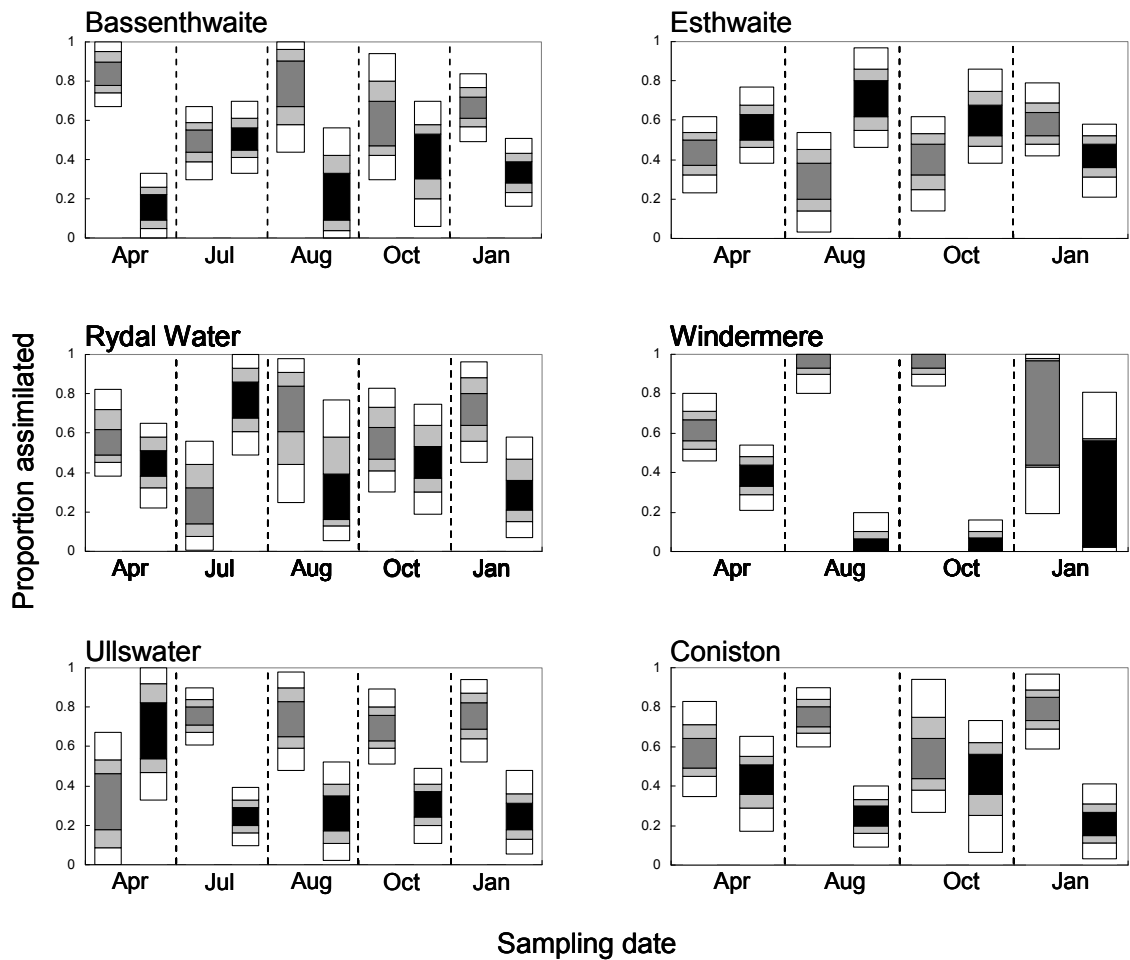 Bassenthwaite
1
0.8
0.6
0.4
0.2
0
Apr Jul Aug Oct Jan
Esthwaite
1
0.8
0.6
0.4
0.2
0
Apr Aug Oct Jan
Proportion assimilated
Rydal Water
1
0.8
0.6
0.4
0.2
0
Apr Jul Aug Oct Jan
Windermere
1
0.8
0.6
0.4
0.2
0
Apr Aug Oct Jan
Ullswater
1
0.8
0.6
0.4
0.2
0
Apr Jul Aug Oct Jan
Coniston
1
0.8
0.6
0.4
0.2
0
Apr Aug Oct Jan
Sampling date